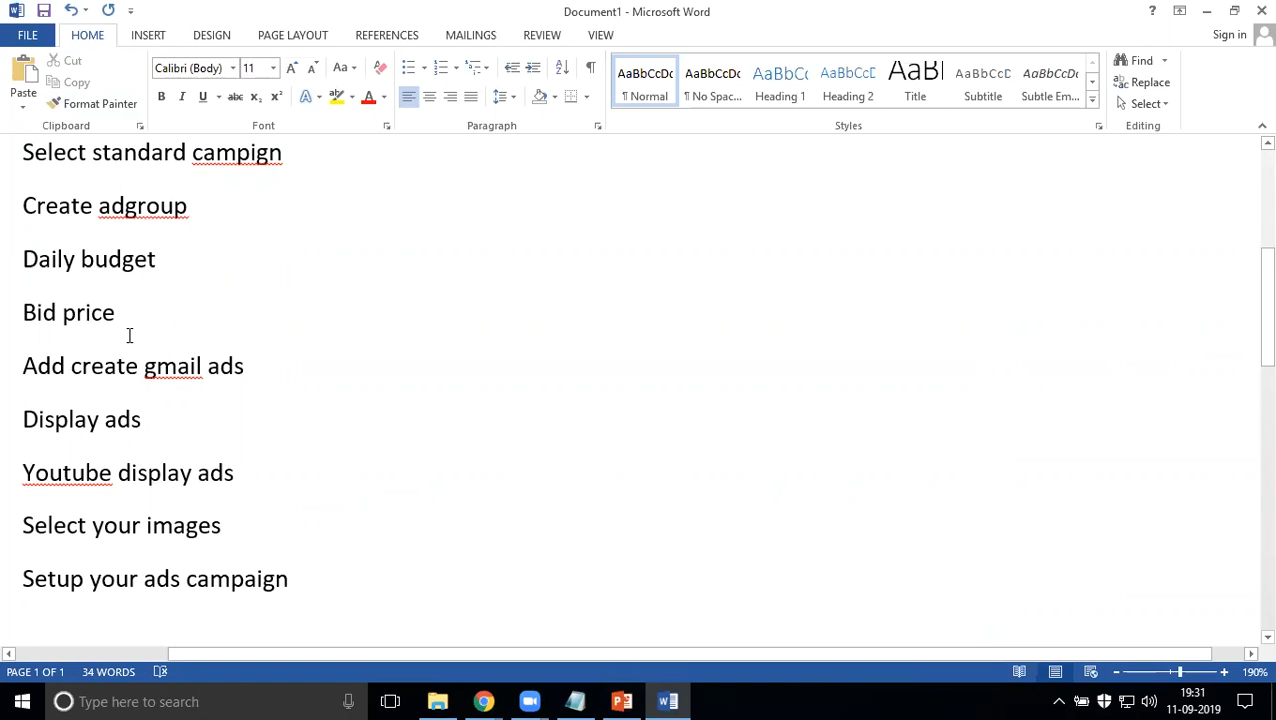 Document1 - Microsoft Word
?
FILE
HOME
INSERT
DESIGN
PAGE LAYOUT
REFERENCES
MAILINGS
REVIEW
VIEW
Sign in
Paste
Cut
Copy
Format Painter
Clipboard
Calibri (Body)
11
Font
Paragraph
AaBbCcDc
¶ Normal
AaBbCcDc
¶ No Spac...
AaBbCc
Heading 1
AaBbCcD
Heading 2
AaBl
Title
AaBbCcD
Subtitle
AaBbCcDc
Subtle Em...
Styles
Find
Replace
Select
Editing
Select standard campign
Create adgroup
Daily budget
Bid price
Add create gmail ads
Display ads
Youtube display ads
Select your images
Setup your ads campaign
PAGE 1 OF 1
34 WORDS
190%
Type here to search
19:31
11-09-2019